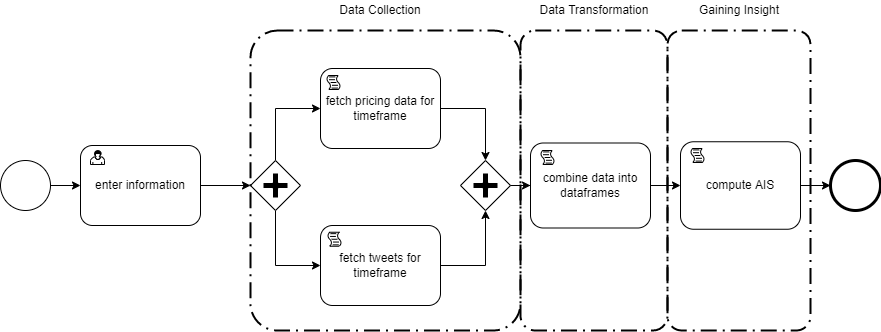 Data Collection
Data Transformation
Gaining Insight
enter information
fetch pricing data for
timeframe
fetch tweets for
timeframe
combine data into
dataframes
compute AIS